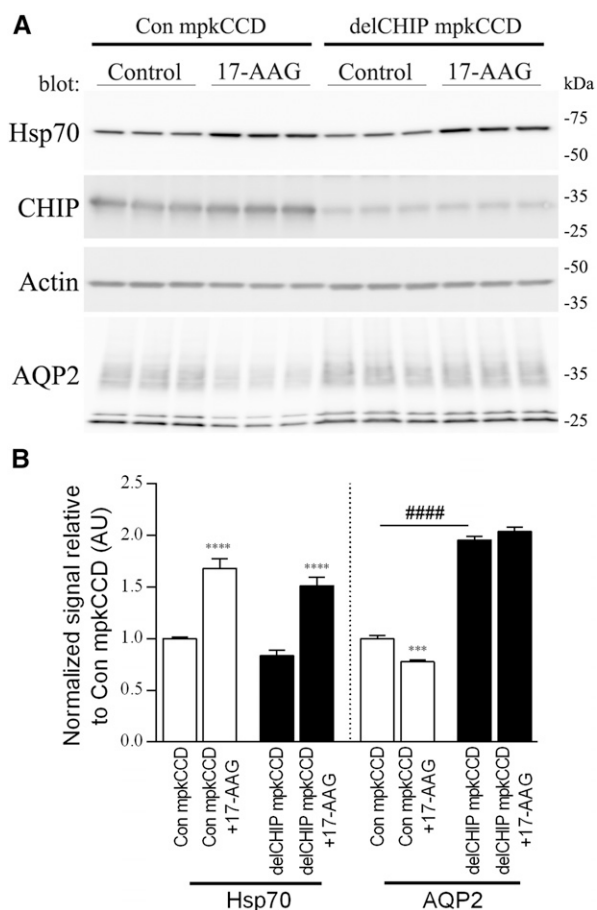 A
Con mpkCCD delCHIP mpkCCD
Control 17-AAG Control 17-AAG
blot: kDa
Hsp70 -75
-50
CHIP -35
-25
Actin -50
-35
AQP2 -35
-25
B
Normalized signal relative
to Con mpkCCD (AU)
2.5
2.0
1.5
1.0
0.5
0.0
****
****
####
***
Con mpkCCD
Con mpkCCD
+17-AAG
delCHIP mpkCCD
delCHIP mpkCCD
+17-AAG
Con mpkCCD
Con mpkCCD
+17-AAG
delCHIP mpkCCD
delCHIP mpkCCD
+17-AAG
Hsp70 AQP2